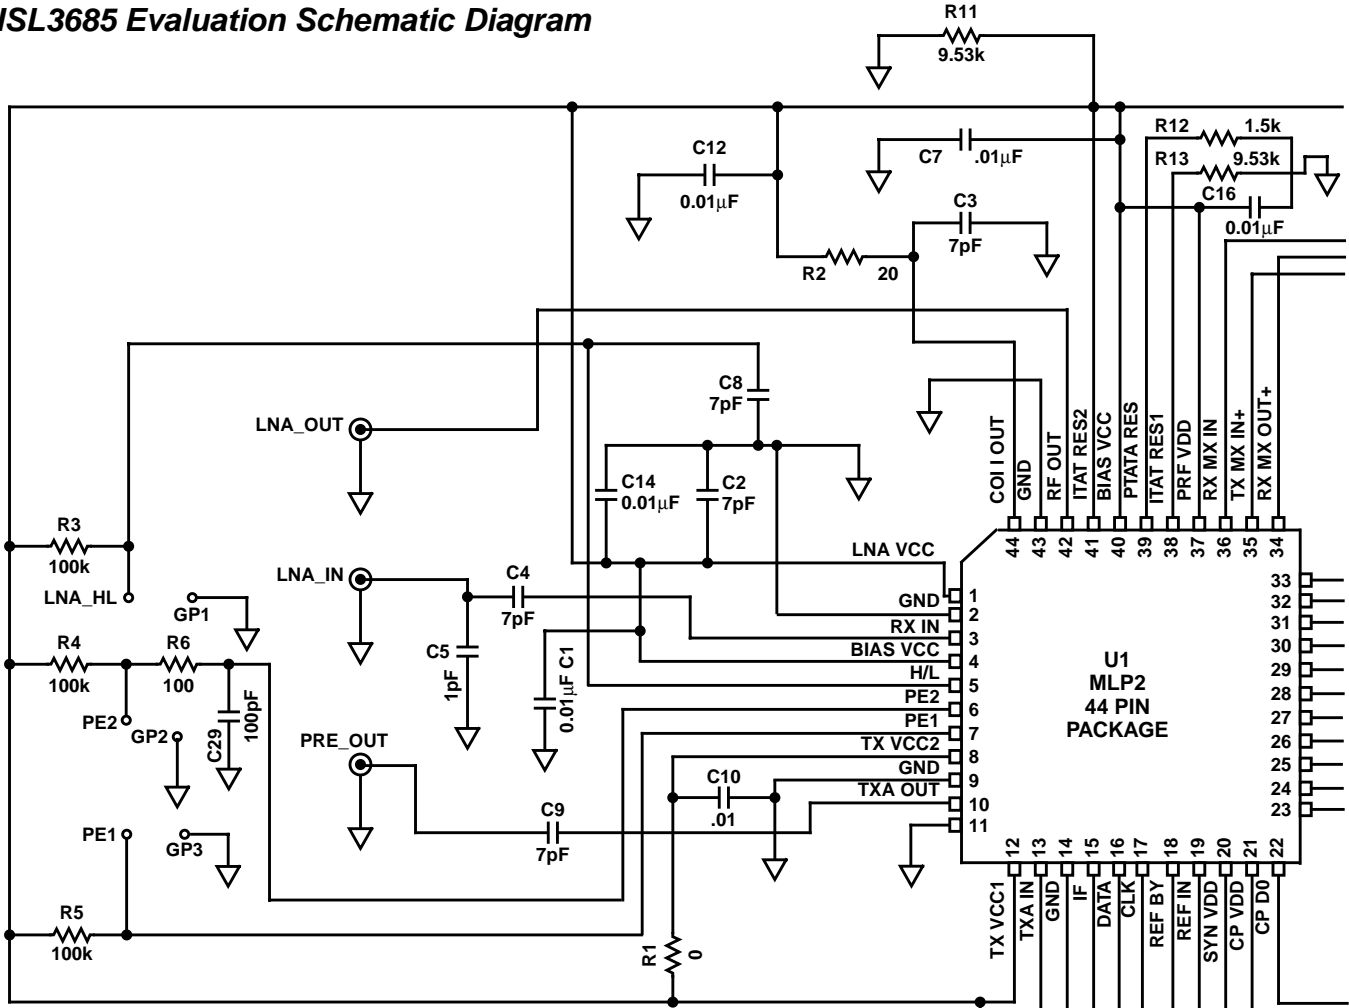 ISL3685 Evaluation Schematic Diagram
R11
9.53k
R12
1.5k
R13
9.53k
C7
.01µF
C12
0.01µF
C16
0.01µF
C3
7pF
R2
20
C8
7pF
LNA_OUT
C14
0.01µF
C2
7pF
COI I OUT
GND
RF OUT
ITAT RES2
BIAS VCC
PTATA RES
ITAT RES1
PRF VDD
RX MX IN
TX MX IN+
RX MX OUT+
44
43
42
41
40
39
38
37
36
35
34
R3
100k
LNA_HL
GP1
LNA_IN
C4
7pF
C5
1pF
0.01µF C1
R4
100k
R6
100
PE2
GP2
C29
100pF
PRE_OUT
C9
7pF
C10
.01
PE1
GP3
R5
100k
R1
0
LNA VCC
GND
RX IN
BIAS VCC
H/L
PE2
PE1
TX VCC2
GND
TXA OUT
1
2
3
4
5
6
7
8
9
10
11
U1
MLP2
44 PIN
PACKAGE
33
32
31
30
29
28
27
26
25
24
23
12
13
14
15
16
17
18
19
20
21
22
TX VCC1
TXA IN
GND
IF
DATA
CLK
REF BY
REF IN
SYN VDD
CP VDD
CP D0